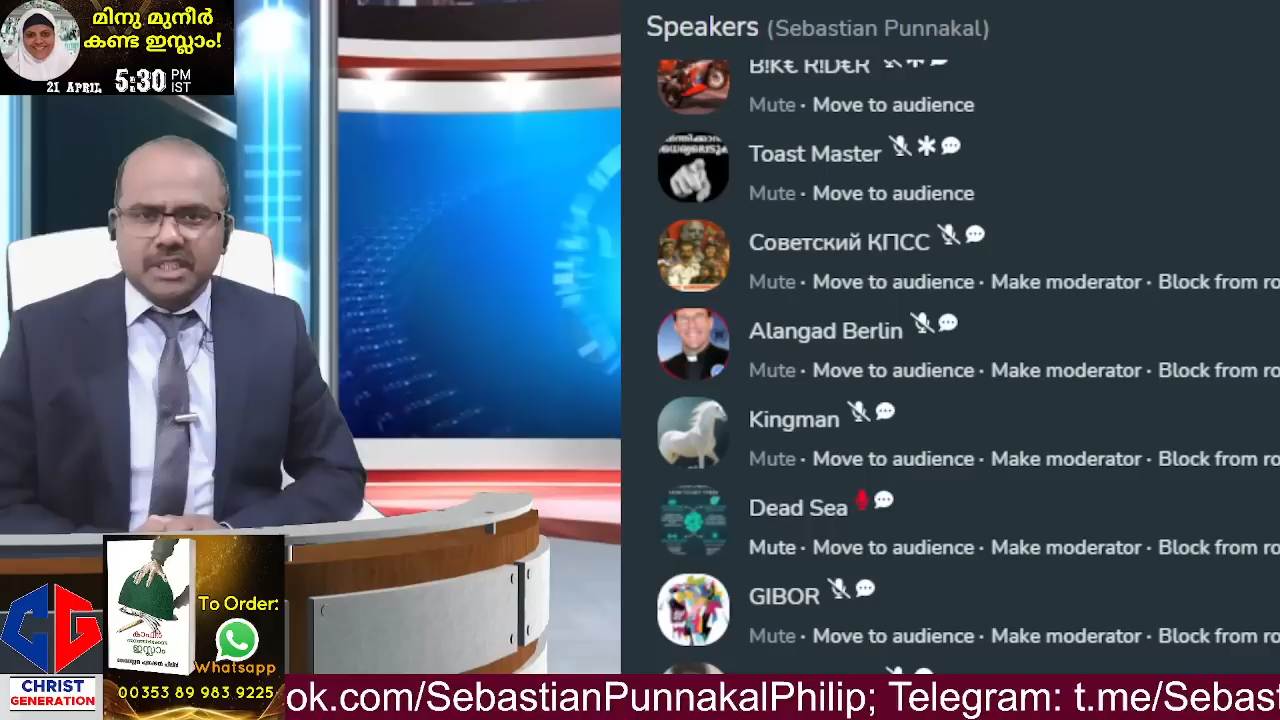 മിനു മുനീർ
കണ്ട ഇസ്ലാം!
21 APRIL 5:30 PM IST
Speakers (Sebastian Punnakal)
B!K€ R!D€R
Mute · Move to audience
Toast Master
Mute · Move to audience
Советский КПСС
Mute · Move to audience · Make moderator · Block from ro
Alangad Berlin
Mute · Move to audience · Make moderator · Block from ro
Kingman
Mute · Move to audience · Make moderator · Block from ro
Dead Sea
Mute · Move to audience · Make moderator · Block from ro
GIBOR
Mute · Move to audience · Make moderator · Block from ro
CG
CHRIST
GENERATION
കാഫിർ
ഇസ്ലാം
To Order:
Whatsapp
00353 89 983 9225
ok.com/SebastianPunnakalPhilip; Telegram: t.me/Sebast